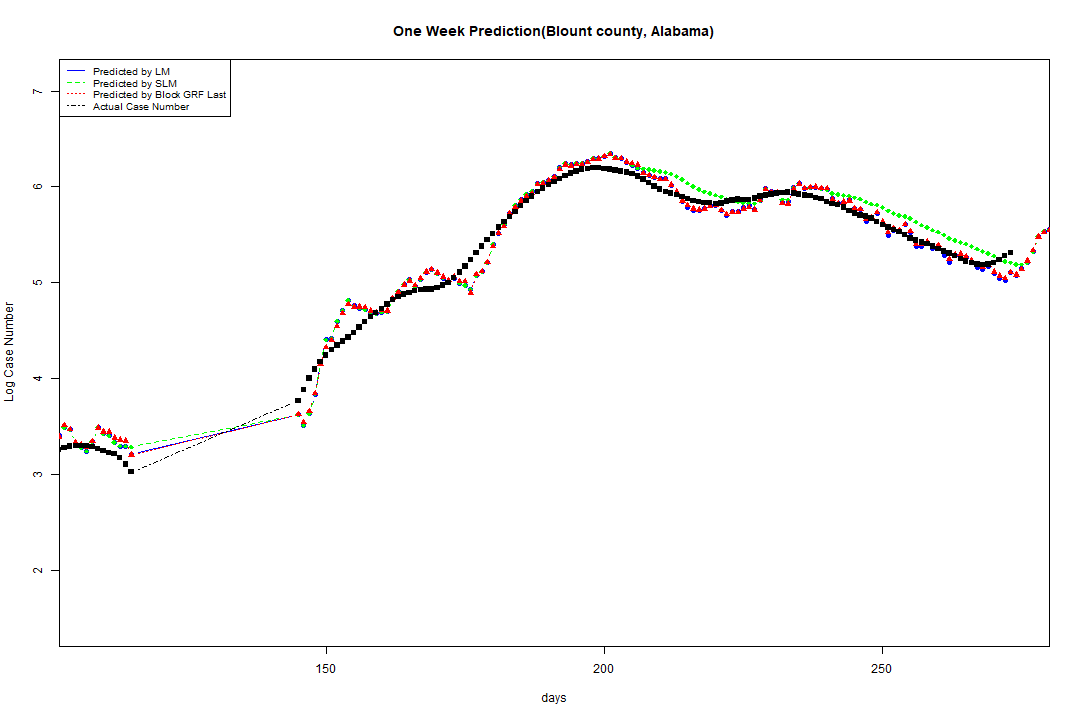 One Week Prediction(Blount county, Alabama)
Predicted by LM
Predicted by SLM
Predicted by Block GRF Last
Actual Case Number
7
6
5
4
3
2
Log Case Number
150
200
250
days